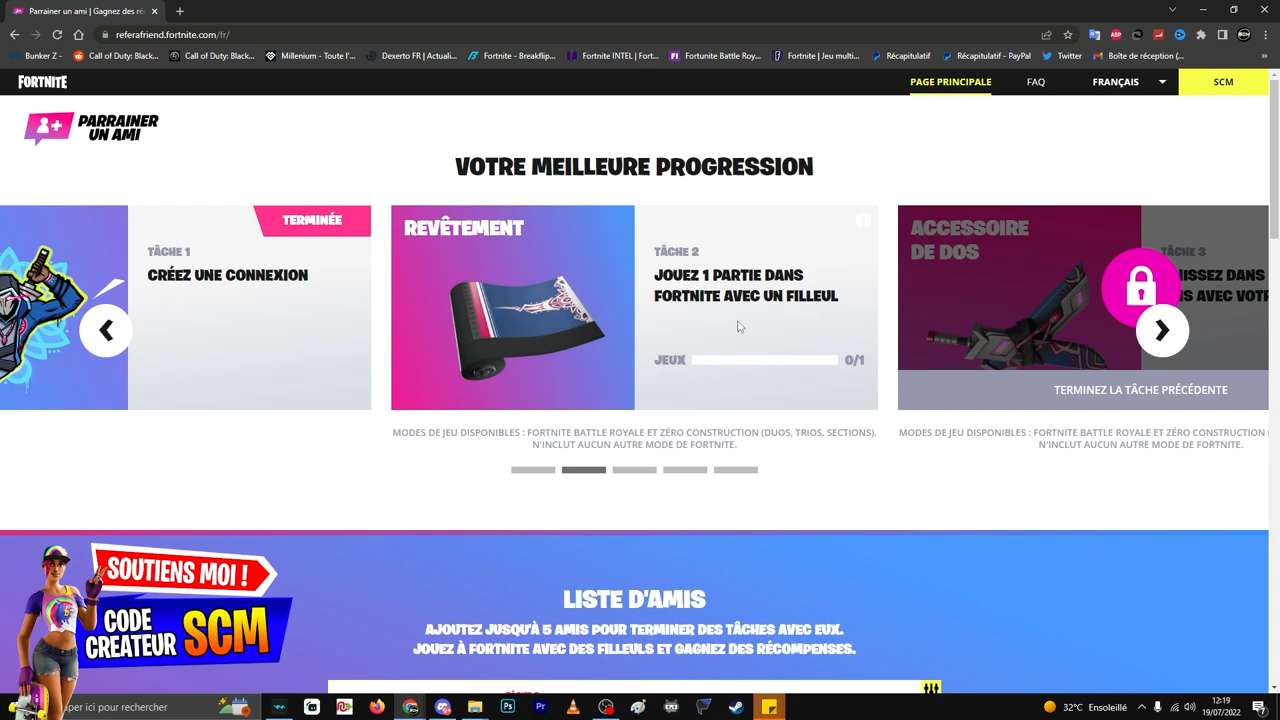 Parrainer un ami | Gagnez des ré
referafriend.fortnite.com/fr/
Bunker Z -
Call of Duty: Black...
Call of Duty: Black...
Millenium - Toute l'...
Dexerto FR | Actuali...
Fortnite - Breakflip...
Fortnite INTEL | Fort...
Fortunite Battle Roy...
Fortnite | Jeu multi...
Récapitulatif
Récapitulatif - PayPal
Twitter
Boîte de réception (...
»
FORTNITE
PAGE PRINCIPALE
FAQ
FRANÇAIS
SCM
PARRAINER
UN AMI
VOTRE MEILLEURE PROGRESSION
TERMINÉE
TÂCHE 1
CRÉEZ UNE CONNEXION
REVÊTEMENT
TÂCHE 2
JOUEZ 1 PARTIE DANS
FORTNITE AVEC UN FILLEUL
JEUX
0/1
ACCESSOIRE
DE DOS
TÂCHE 3
TERMINEZ LA TÂCHE PRÉCÉDENTE
MODES DE JEU DISPONIBLES : FORTNITE BATTLE ROYALE ET ZÉRO CONSTRUCTION (DUOS, TRIOS, SECTIONS).
N'INCLUT AUCUN AUTRE MODE DE FORTNITE.
MODES DE JEU DISPONIBLES : FORTNITE BATTLE ROYALE ET ZÉRO CONSTRUCTION (
N'INCLUT AUCUN AUTRE MODE DE FORTNITE.
SOUTIENS MOI !
CODE
CREATEUR SCM
LISTE D'AMIS
AJOUTEZ JUSQU'À 5 AMIS POUR TERMINER DES TÂCHES AVEC EUX.
JOUEZ À FORTNITE AVEC DES FILLEULS ET GAGNEZ DES RÉCOMPENSES.
aper ici pour rechercher
32°C Ensoleillé
12:19
19/07/2022